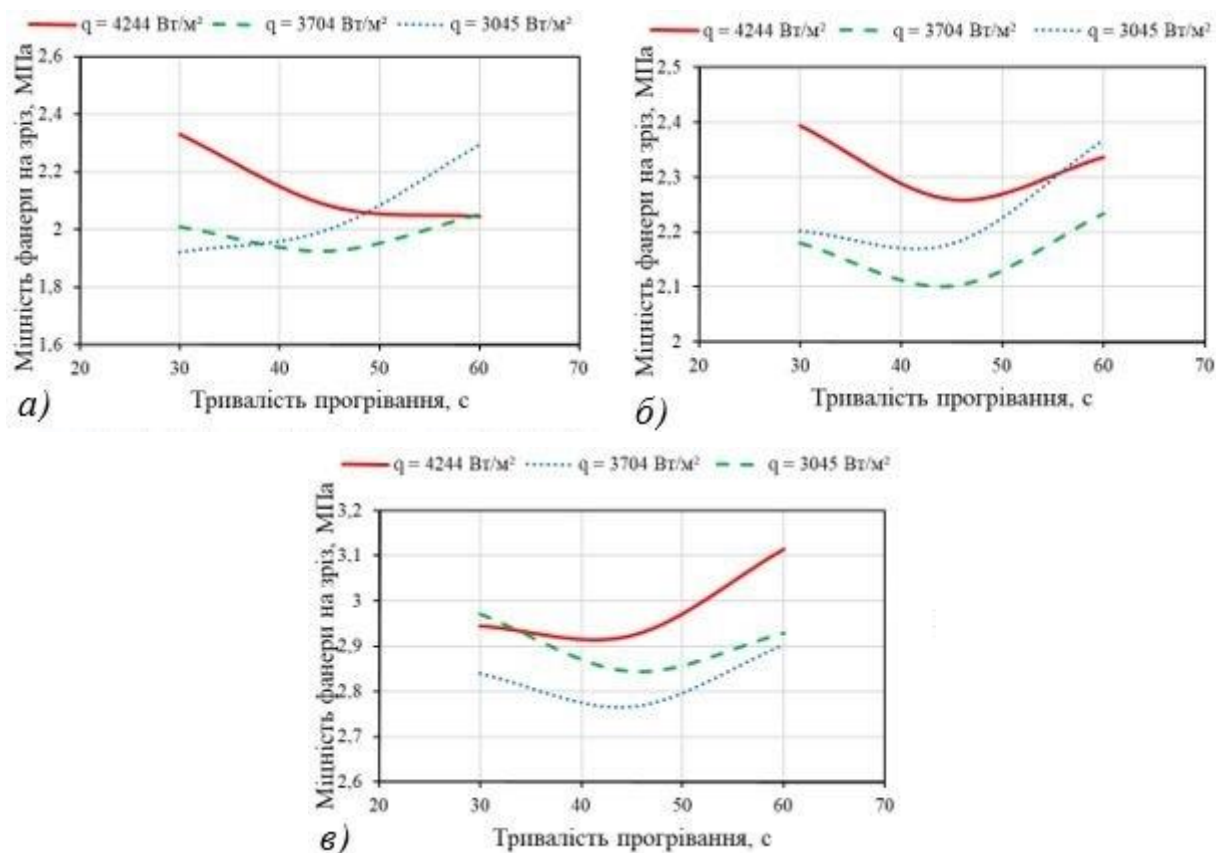 q = 4244 Вт/м² q = 3704 Вт/м² q = 3045 Вт/м²
Міцність фанери на зріз, МПа
2,6
2,4
2,2
2
1,8
1,6
20 30 40 50 60 70
Тривалість прогрівання, с
а)
q = 4244 Вт/м² q = 3704 Вт/м² q = 3045 Вт/м²
Міцність фанери на зріз, МПа
2,5
2,4
2,3
2,2
2,1
2
20 30 40 50 60 70
Тривалість прогрівання, с
б)
q = 4244 Вт/м² q = 3704 Вт/м² q = 3045 Вт/м²
Міцність фанери на зріз, МПа
3,2
3,1
3
2,9
2,8
2,7
2,6
20 30 40 50 60 70
Тривалість прогрівання, с
в)